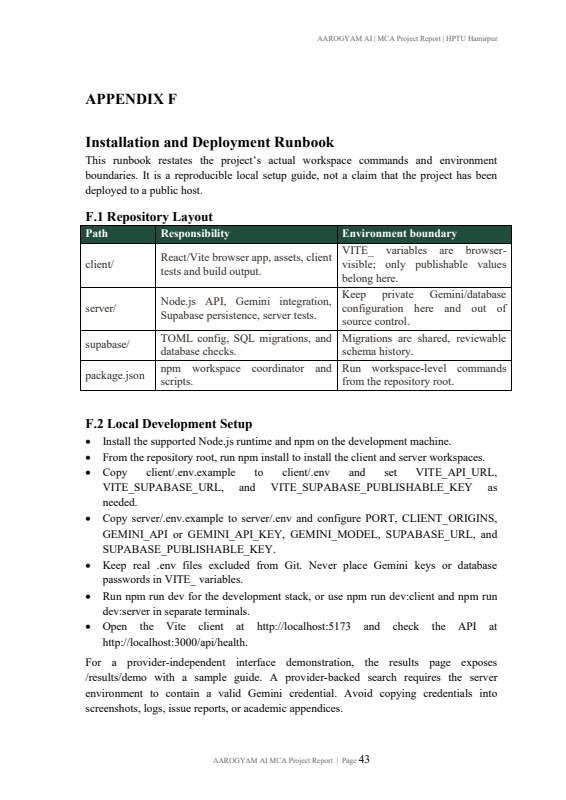 AAROGYAM AI | MCA Project Report | HPTU Hamirpur
APPENDIX F
Installation and Deployment Runbook
This runbook restates the project's actual workspace commands and environment
boundaries. It is a reproducible local setup guide, not a claim that the project has been
deployed to a public host.
F.1 Repository Layout
Path Responsibility Environment boundary
client/
React/Vite browser app, assets, client
tests and build output.
VITE_ variables are browser-
visible; only publishable values
belong here.
server/
Node.js API, Gemini integration,
Supabase persistence, server tests.
Keep private Gemini/database
configuration here and out of
source control.
supabase/
TOML config, SQL migrations, and
database checks.
Migrations are shared, reviewable
schema history.
package.json
npm workspace coordinator and
scripts.
Run workspace-level commands
from the repository root.
F.2 Local Development Setup
• Install the supported Node.js runtime and npm on the development machine.
• From the repository root, run npm install to install the client and server workspaces.
• Copy client/.env.example to client/.env and set VITE_API_URL,
VITE_SUPABASE_URL, and VITE_SUPABASE_PUBLISHABLE_KEY as
needed.
• Copy server/.env.example to server/.env and configure PORT, CLIENT_ORIGINS,
GEMINI_API or GEMINI_API_KEY, GEMINI_MODEL, SUPABASE_URL, and
SUPABASE_PUBLISHABLE_KEY.
• Keep real .env files excluded from Git. Never place Gemini keys or database
passwords in VITE_ variables.
• Run npm run dev for the development stack, or use npm run dev:client and npm run
dev:server in separate terminals.
• Open the Vite client at http://localhost:5173 and check the API at
http://localhost:3000/api/health.
For a provider-independent interface demonstration, the results page exposes
/results/demo with a sample guide. A provider-backed search requires the server
environment to contain a valid Gemini credential. Avoid copying credentials into
screenshots, logs, issue reports, or academic appendices.
AAROGYAM AI MCA Project Report | Page 43